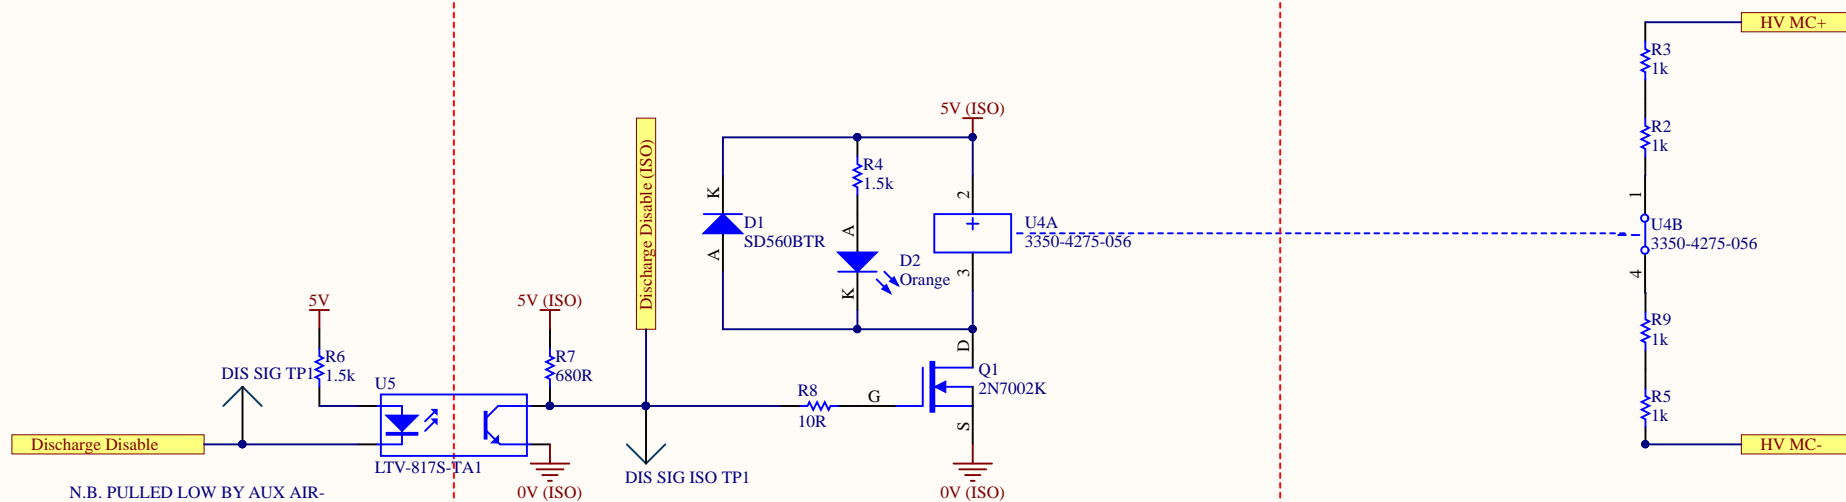 HV MC+
R3
1k
R2
1k
1
U4B
3350-4275-056
4
R9
1k
R5
1k
HV MC-
5V (ISO)
Discharge Disable (ISO)
R4
1.5k
K
D1
SD560BTR
A
A
D2
Orange
K
2
U4A
3350-4275-056
3
5V
R6
1.5k
DIS SIG TP1
U5
LTV-817S-TA1
Discharge Disable
N.B. PULLED LOW BY AUX AIR-
5V (ISO)
R7
680R
0V (ISO)
DIS SIG ISO TP1
R8
10R
G
D
Q1
2N7002K
S
0V (ISO)